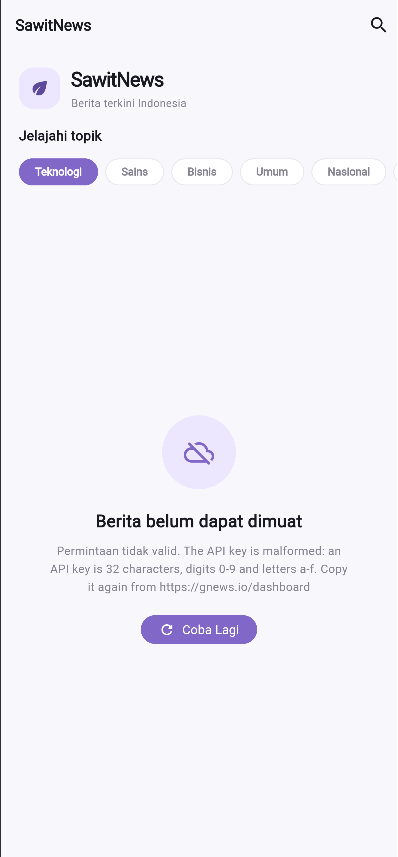 SawitNews
SawitNews
Berita terkini Indonesia
Jelajahi topik
Teknologi Sains Bisnis Umum Nasional
Berita belum dapat dimuat
Permintaan tidak valid. The API key is malformed: an
API key is 32 characters, digits 0-9 and letters a-f. Copy
it again from https://gnews.io/dashboard
Coba Lagi